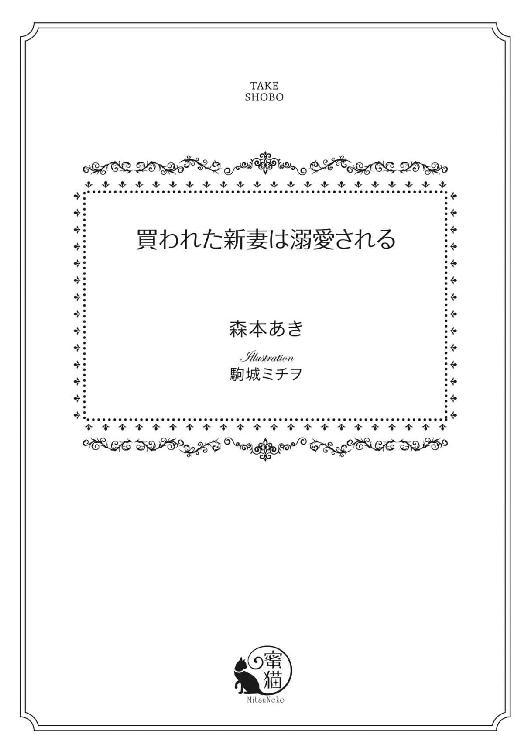 TAKE
SHOBO
買われた新妻は溺愛される
森本あき
Illustration
駒城ミチヲ
蜜猫
MitsuNeko